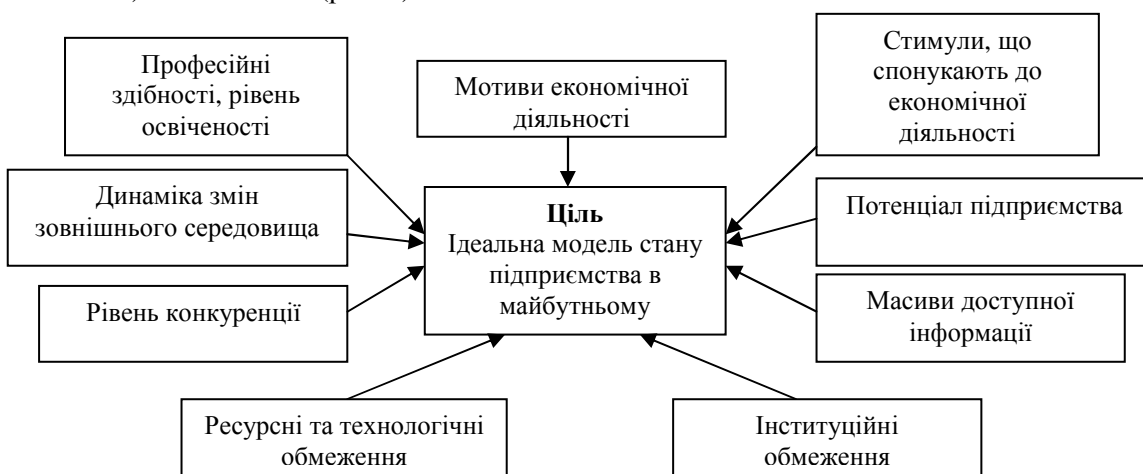 Професійні
здібності, рівень
освіченості
Мотиви економічної
діяльності
Стимули, що
спонукають до
економічної
діяльності
Динаміка змін
зовнішнього середовища
Ціль
Ідеальна модель стану
підприємства в
майбутньому
Потенціал підприємства
Рівень конкуренції
Масиви доступної
інформації
Ресурсні та технологічні
обмеження
Інституційні
обмеження